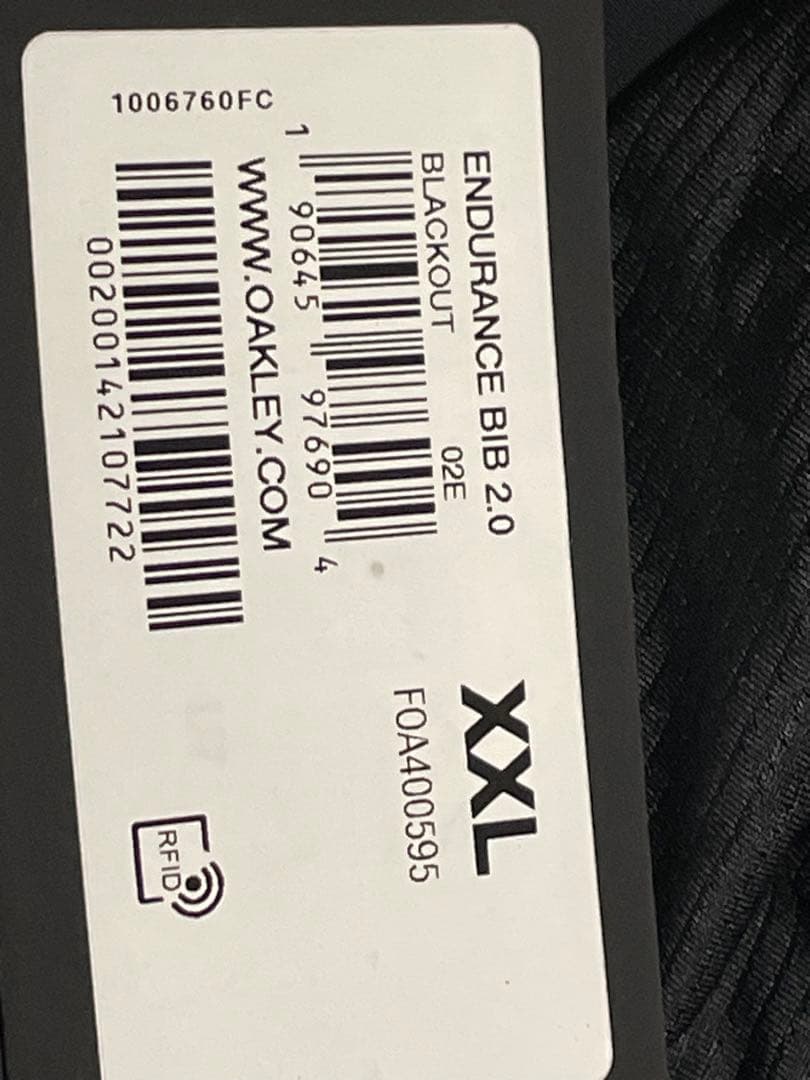 ENDURANCE BIB 2.0
XXL
BLACKOUT 02E
FOA400595
1 90645 97690 4
WWW.OAKLEY.COM
1006760FC
00200142107722
RFID